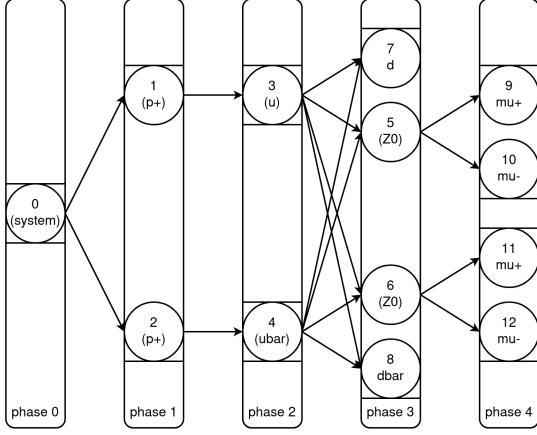 0
(system)
phase 0
1
(p+)
2
(p+)
phase 1
3
(u)
4
(ubar)
phase 2
7
d
5
(Z0)
6
(Z0)
8
dbar
phase 3
9
mu+
10
mu-
11
mu+
12
mu-
phase 4